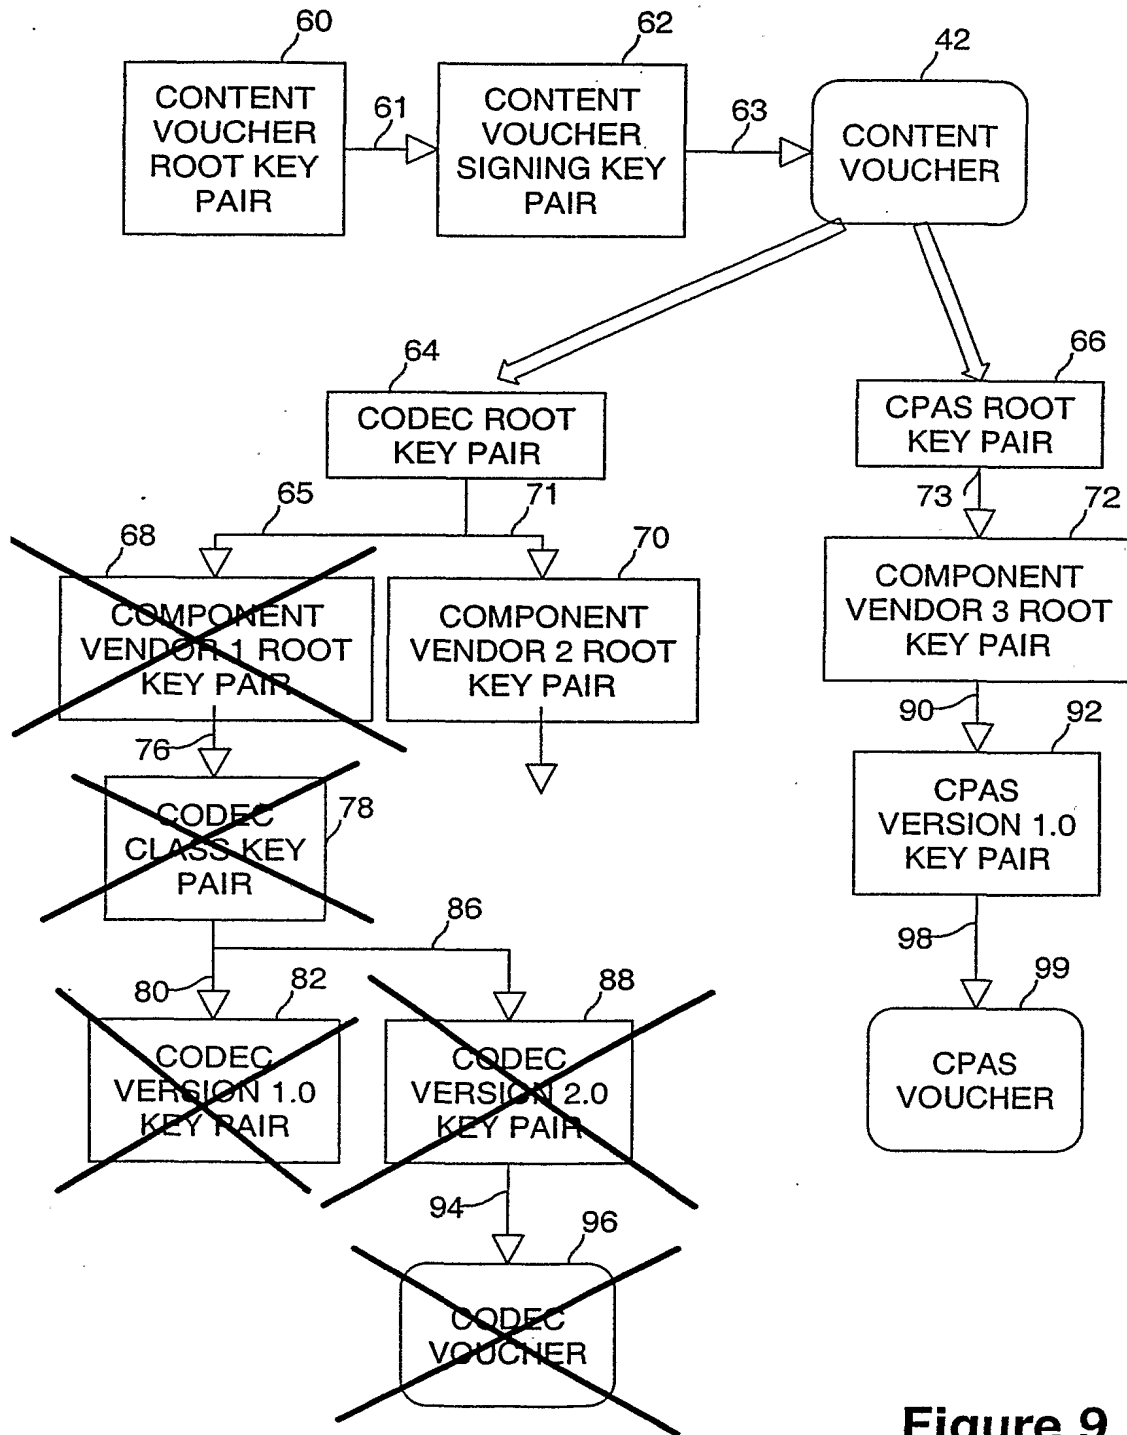 60
62
42
CONTENT
VOUCHER
ROOT KEY
PAIR
61
CONTENT
VOUCHER
SIGNING KEY
PAIR
63
CONTENT
VOUCHER
64
66
CODEC ROOT
KEY PAIR
CPAS ROOT
KEY PAIR
65
71
73
72
68
70
COMPONENT
VENDOR 1 ROOT
KEY PAIR
COMPONENT
VENDOR 2 ROOT
KEY PAIR
COMPONENT
VENDOR 3 ROOT
KEY PAIR
76
90
92
CODEC
CLASS KEY
PAIR
78
CPAS
VERSION 1.0
KEY PAIR
86
98
80
82
88
99
CODEC
VERSION 1.0
KEY PAIR
CODEC
VERSION 2.0
KEY PAIR
CPAS
VOUCHER
94
96
CODEC
VOUCHER
Figure 9